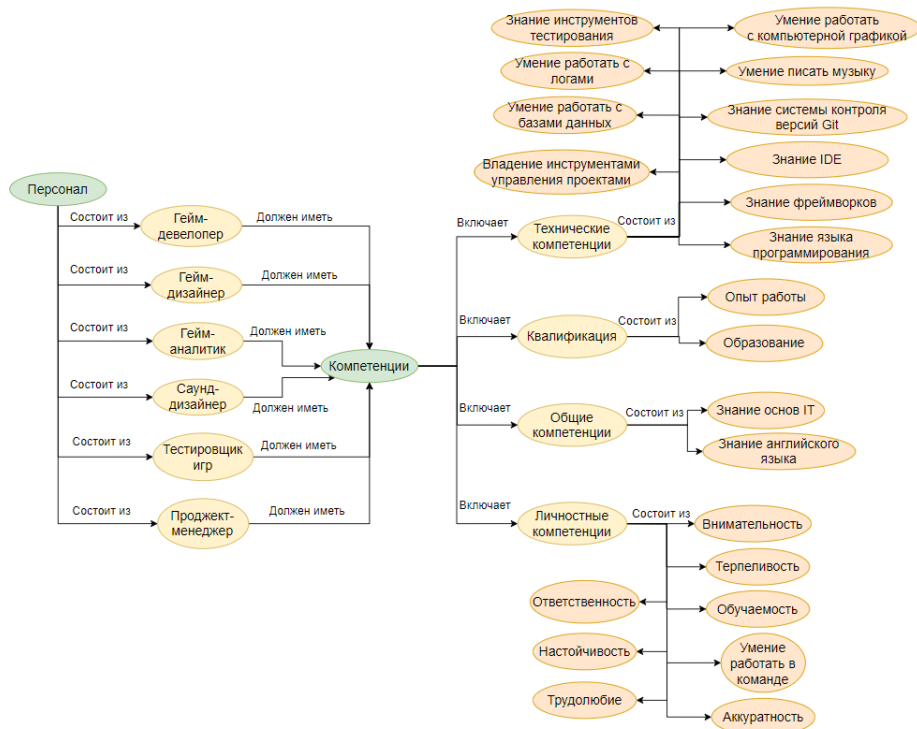 Персонал
Состоит из
Гейм-
девелопер
Должен иметь
Состоит из
Гейм-
дизайнер
Должен иметь
Состоит из
Гейм-
аналитик
Должен иметь
Состоит из
Саунд-
дизайнер
Должен иметь
Состоит из
Тестировщик
игр
Должен иметь
Состоит из
Проджект-
менеджер
Должен иметь
Компетенции
Включает
Технические
компетенции
Состоит из
Знание инструментов
тестирования
Умение работать с
логами
Умение работать с
базами данных
Владение инструментами
управления проектами
Умение работать
с компьютерной графикой
Умение писать музыку
Знание системы контроля
версий Git
Знание IDE
Знание фреймворков
Знание языка
программирования
Включает
Квалификация
Состоит из
Опыт работы
Образование
Включает
Общие
компетенции
Состоит из
Знание основ IT
Знание английского
языка
Включает
Личностные
компетенции
Состоит из
Внимательность
Терпеливость
Ответственность
Обучаемость
Настойчивость
Умение
работать в
команде
Трудолюбие
Аккуратность